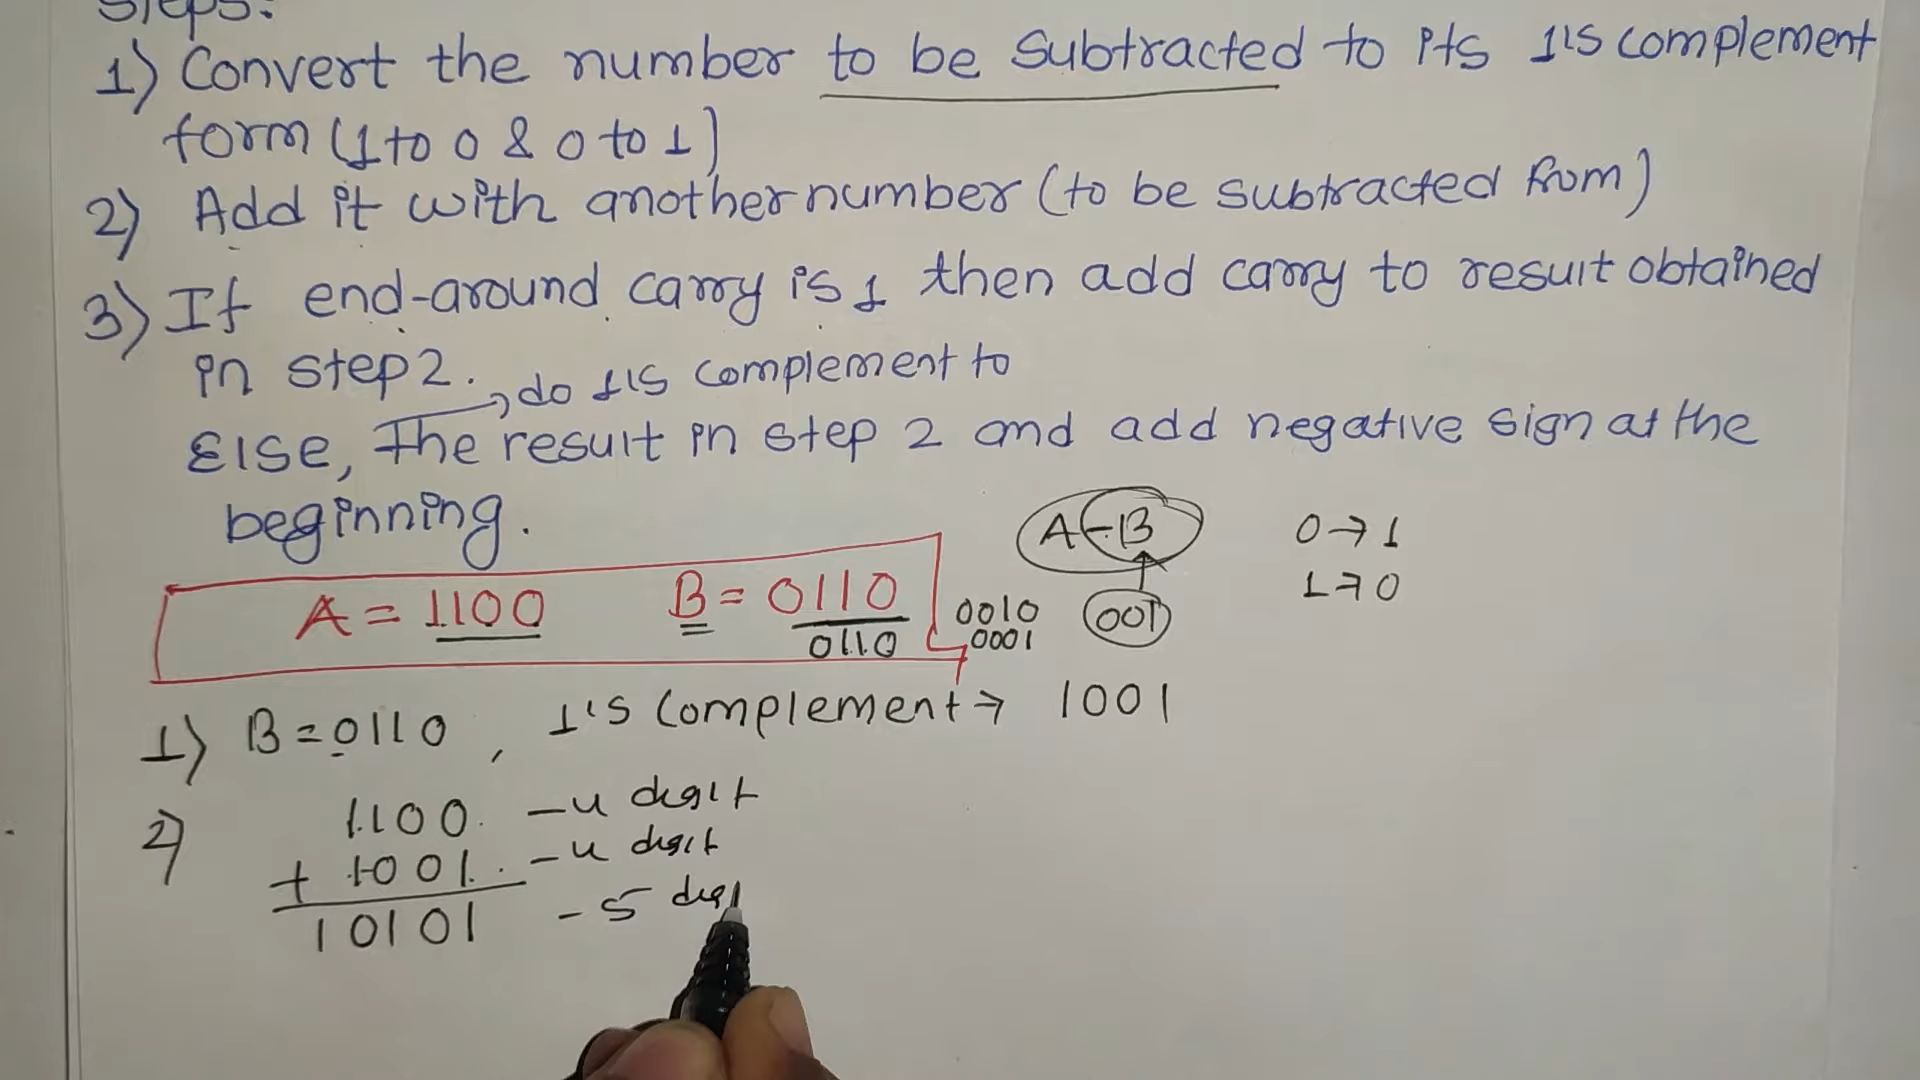 Steps:
1) Convert the number to be subtracted to its 1's complement
form (1 to 0 & 0 to 1)
2) Add it with another number (to be subtracted from)
3) If end-around carry is 1 then add carry to result obtained
in step 2.
do 1's complement to
Else, The result in step 2 and add negative sign at the
beginning.
A-B
0→1
1→0
A = 1100 B = 0110
0110
0010
0001
001
1) B = 0110, 1's complement → 1001
2) 1100 - 4 digit
+ 1001 - 4 digit
10101 - 5 digi